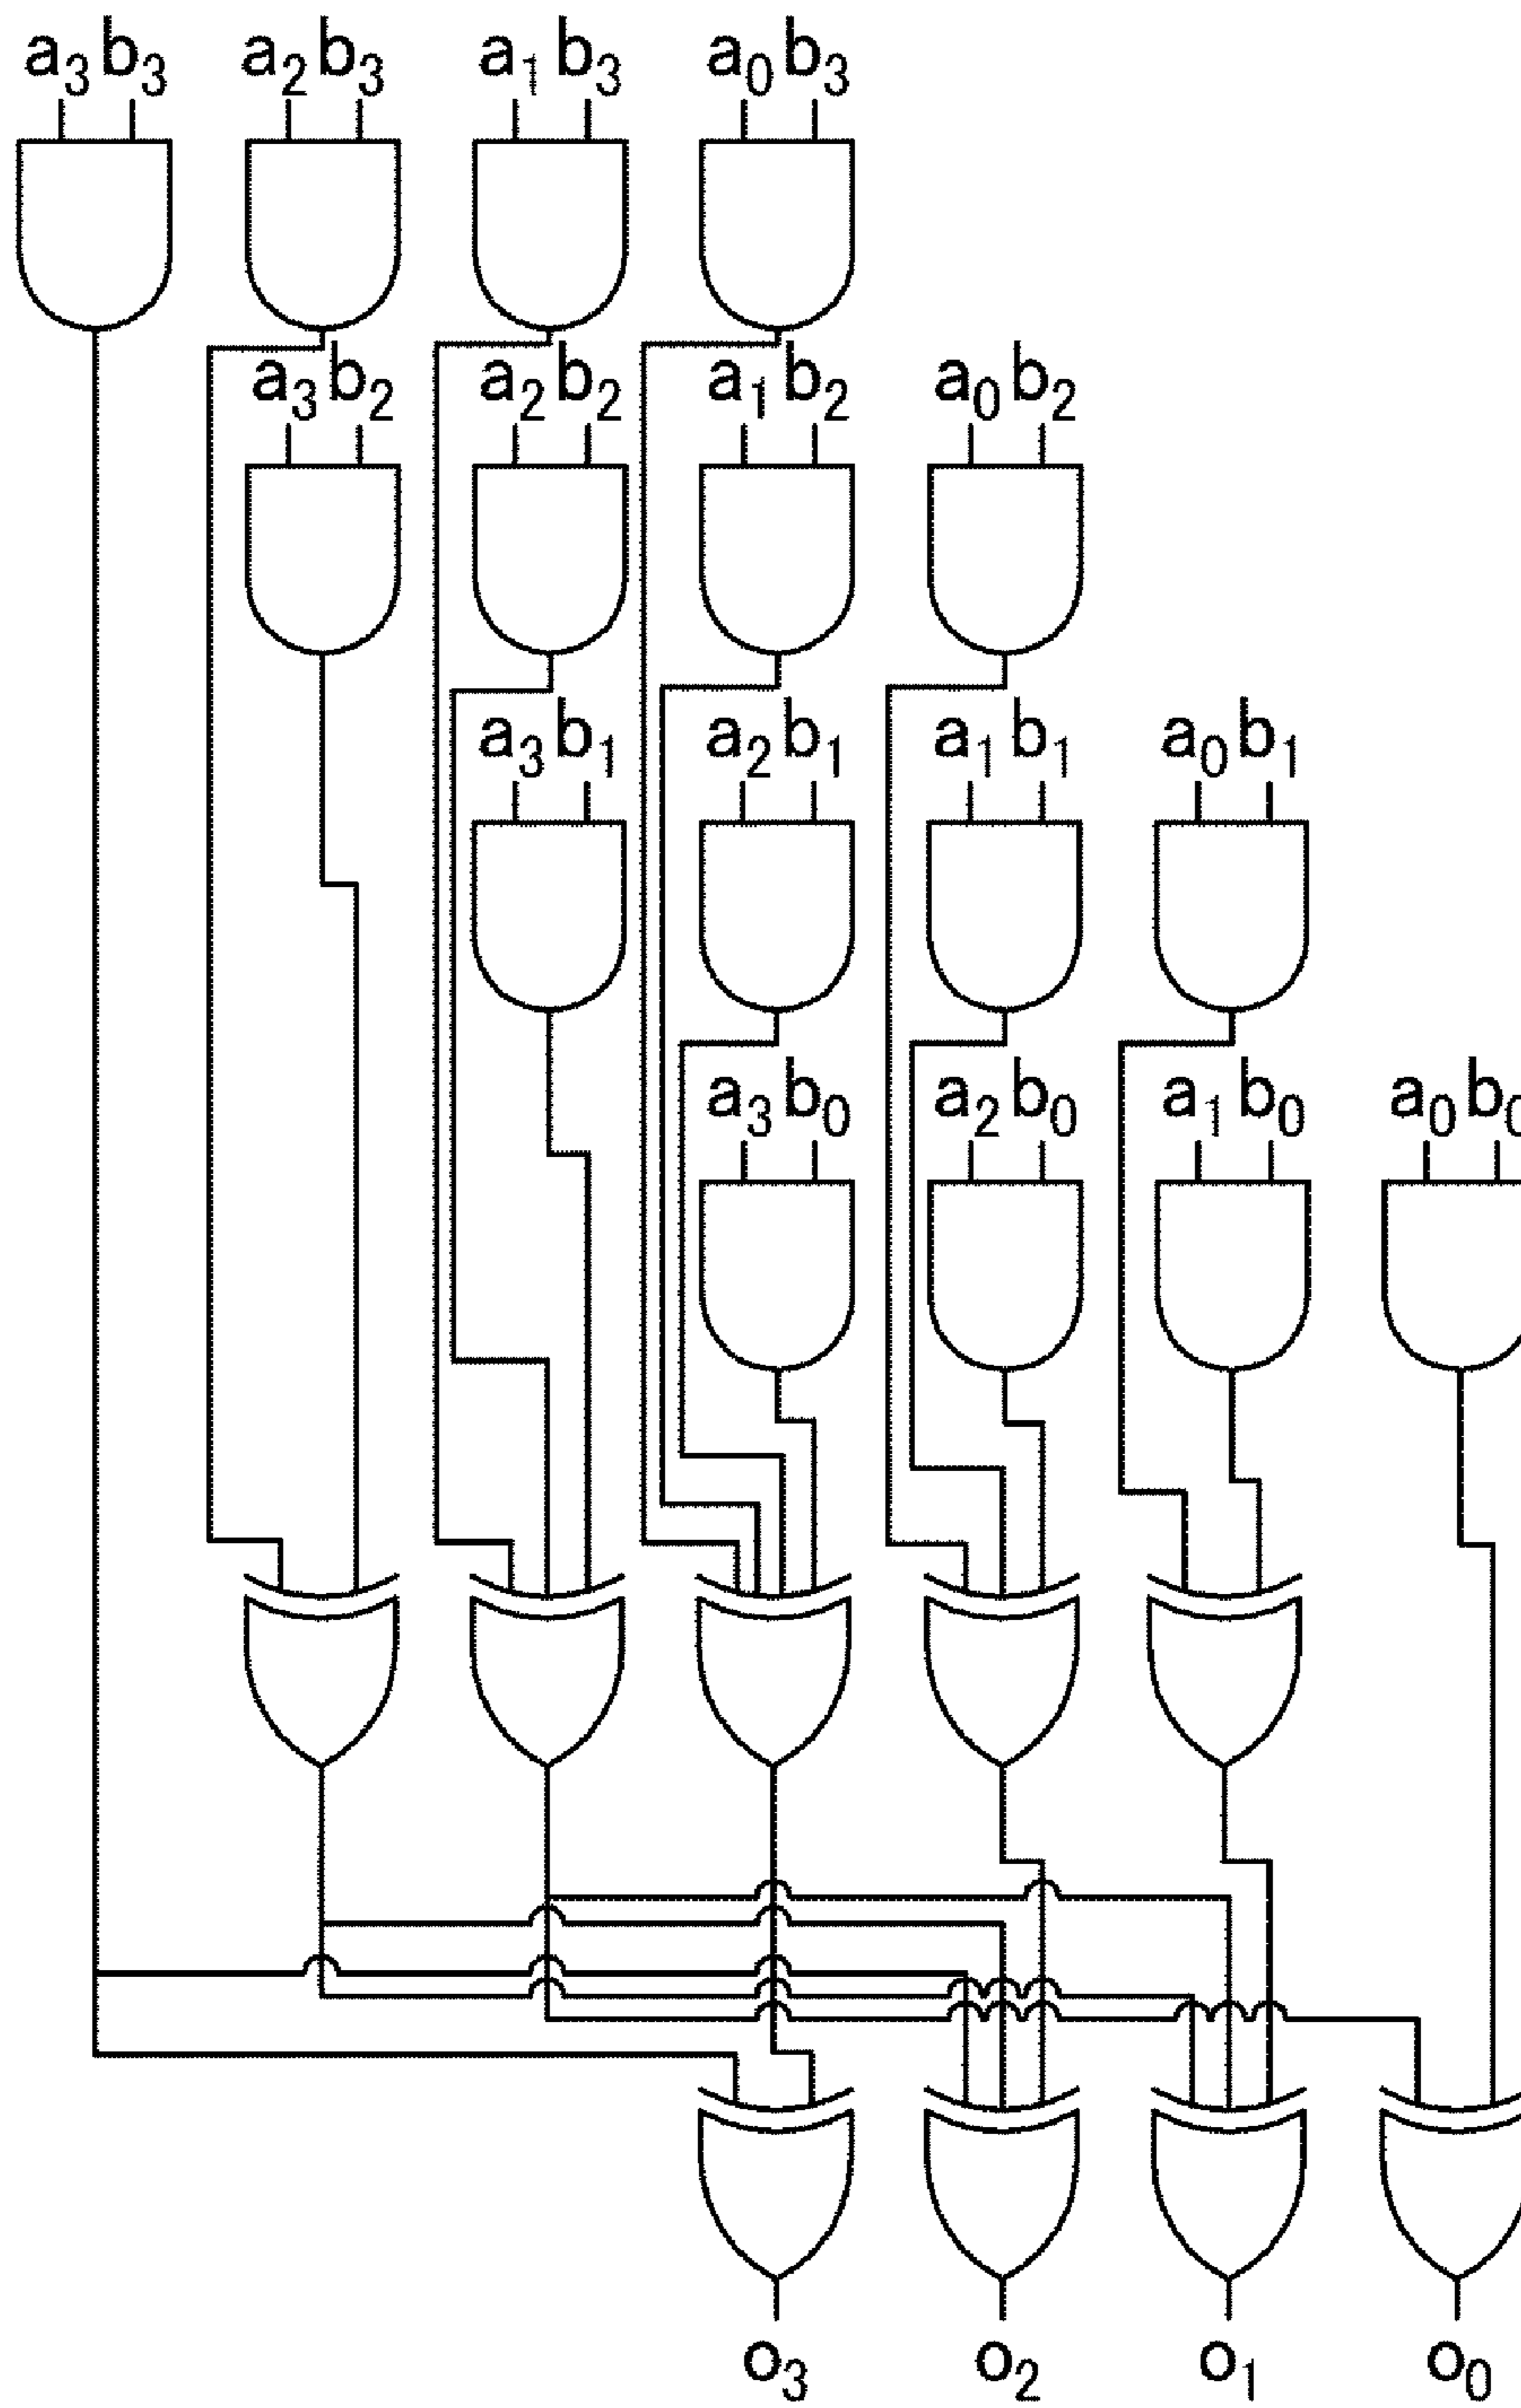 a₃b₃ a₂b₃ a₁b₃ a₀b₃
a₃b₂ a₂b₂ a₁b₂ a₀b₂
a₃b₁ a₂b₁ a₁b₁ a₀b₁
a₃b₀ a₂b₀ a₁b₀ a₀b₀
o₃ o₂ o₁ o₀